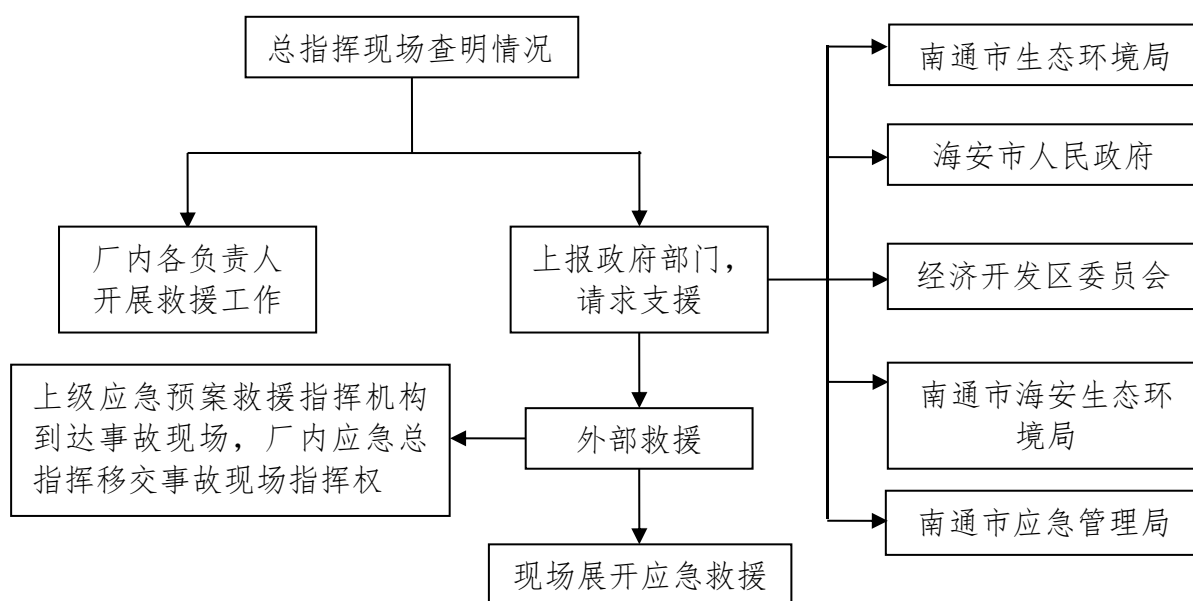 总指挥现场查明情况
南通市生态环境局
海安市人民政府
厂内各负责人
开展救援工作
上报政府部门，
请求支援
经济开发区委员会
上级应急预案救援指挥机构
到达事故现场，厂内应急总
指挥移交事故现场指挥权
外部救援
南通市海安生态环
境局
南通市应急管理局
现场展开应急救援